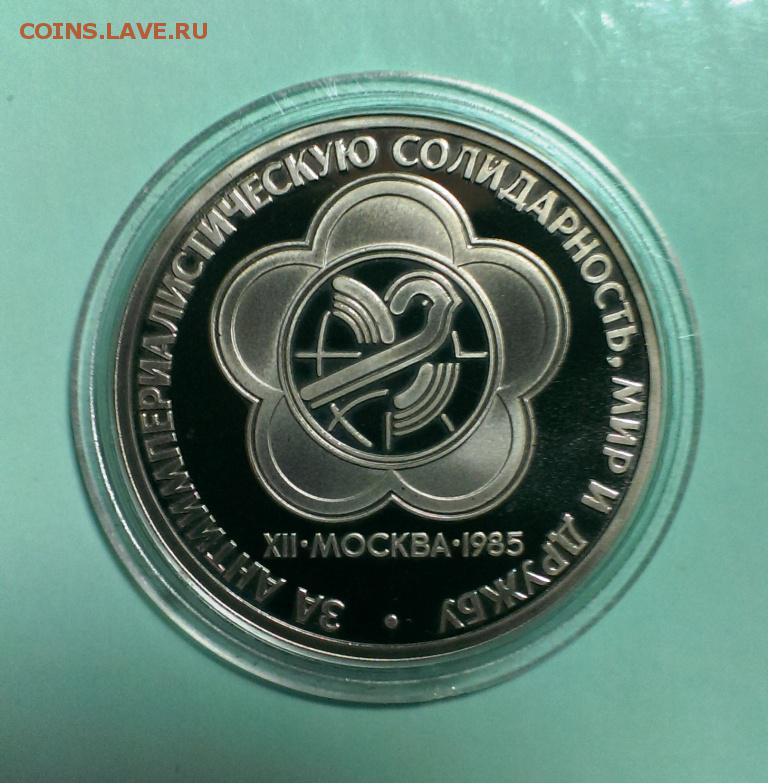 COINS.LAVE.RU
ЗА АНТИИМПЕРИАЛИСТИЧЕСКУЮ СОЛИДАРНОСТЬ, МИР И ДРУЖБУ •
XII•МОСКВА•1985